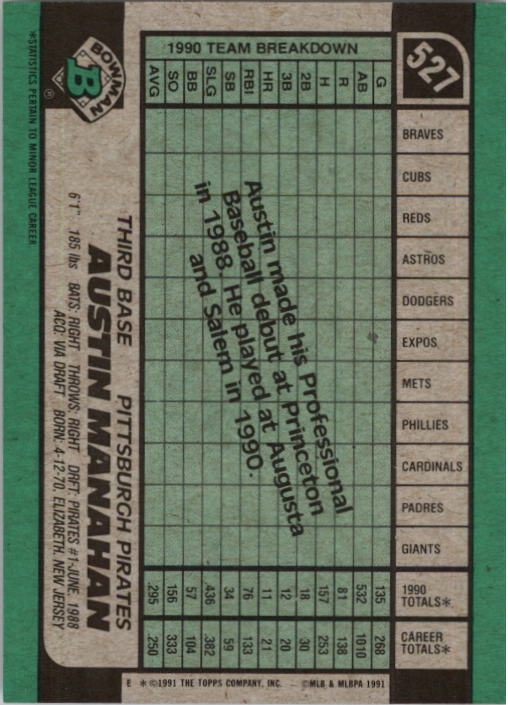 527
BRAVES
CUBS
REDS
ASTROS
DODGERS
EXPOS
METS
PHILLIES
CARDINALS
PADRES
GIANTS
1990 TOTALS*
CAREER TOTALS*
1990 TEAM BREAKDOWN
G 135 268
AB 532 1010
R 81 138
H 157 253
2B 18 30
3B 12 20
HR 11 21
RBI 76 133
SB 34 59
SLG .436 .382
BB 57 104
SO 156 333
AVG .295 .250
Austin made his Professional
Baseball debut at Princeton
in 1988. He played at Augusta
and Salem in 1990.
E * ©1991 THE TOPPS COMPANY, INC. ©MLB & MLBPA 1991
BOWMAN
B
®
THIRD BASE PITTSBURGH PIRATES
AUSTIN MANAHAN
6'1" 185 lbs BATS: RIGHT THROWS: RIGHT DRFT: PIRATES #1-JUNE, 1988
ACQ: VIA DRAFT BORN: 4-12-70, ELIZABETH, NEW JERSEY
*STATISTICS PERTAIN TO MINOR LEAGUE CAREER